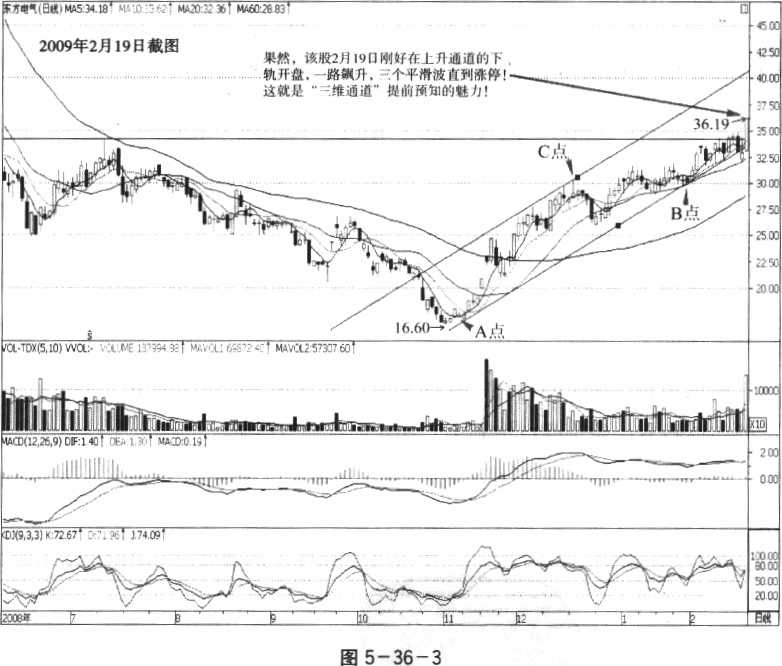 东方电气(日线) MA5:34.18↑ MA10:35.62↑ MA20:32.36↑ MA60:28.83↑
45.00
2009年2月19日截图
果然，该股2月19日刚好在上升通道的下
轨开盘，一路飙升，三个平滑波直到涨停！
这就是“三维通道”提前预知的魅力！
42.50
40.00
37.50
36.19→
35.00
C点
32.50
30.00
B点
27.50
25.00
22.50
20.00
16.60→
A点
VOL-TDX(5,10) VVOL:- VOLUME:137994.98↑ MAVOL1:69872.40↑ MAVOL2:57307.60↑
10000
X10
MACD(12,26,9) DIF:1.40↑ DEA:1.30↑ MACD:0.19↑
2.00
0.00
KDJ(9,3,3) K:72.67↑ D:71.96↑ J:74.09↑
100.00
80.00
50.00
20.00
2008年 7 8 9 10 11 12 1 2 日线
图 5-36-3